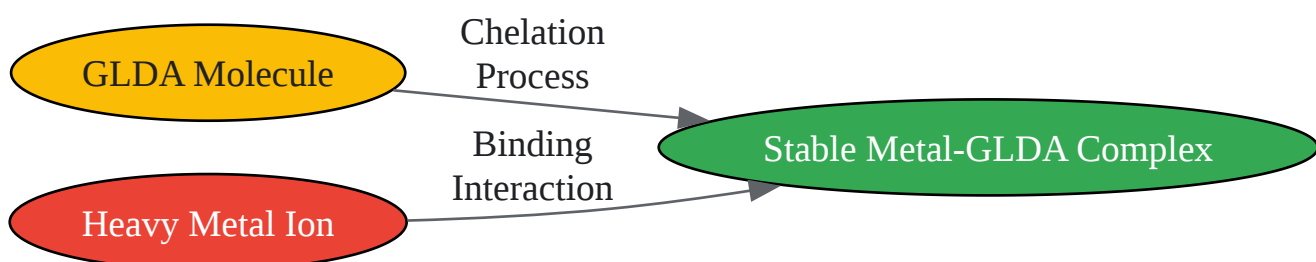 GLDA Molecule
Chelation
Process
Binding
Interaction
Heavy Metal Ion
Stable Metal-GLDA Complex